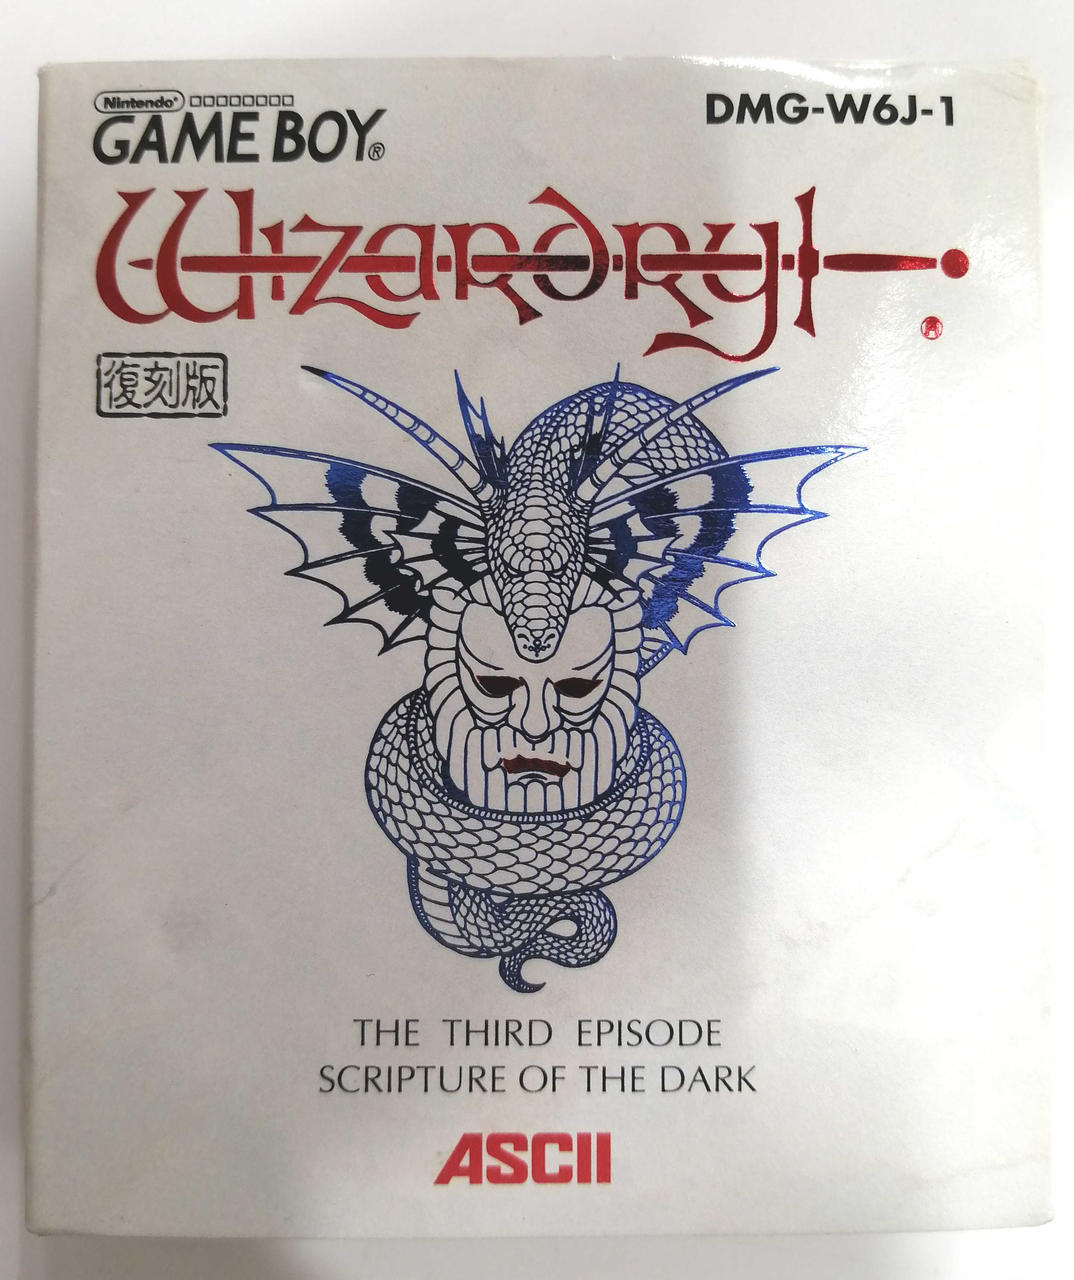 Nintendo®
GAME BOY®
DMG-W6J-1
Wizardry
復刻版
THE THIRD EPISODE
SCRIPTURE OF THE DARK
ASCII